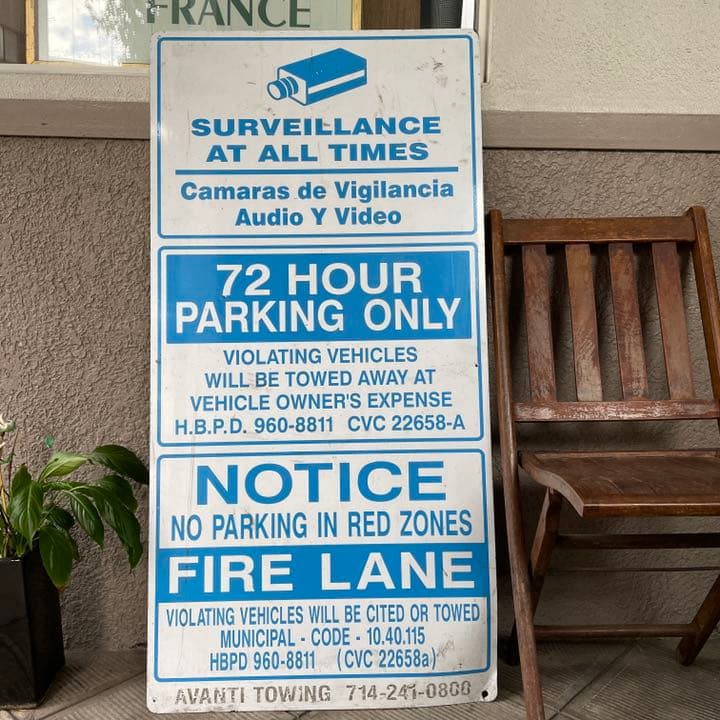 FRANCE
SURVEILLANCE
AT ALL TIMES
Camaras de Vigilancia
Audio Y Video
72 HOUR
PARKING ONLY
VIOLATING VEHICLES
WILL BE TOWED AWAY AT
VEHICLE OWNER'S EXPENSE
H.B.P.D. 960-8811 CVC 22658-A
NOTICE
NO PARKING IN RED ZONES
FIRE LANE
VIOLATING VEHICLES WILL BE CITED OR TOWED
MUNICIPAL - CODE - 10.40.115
HBPD 960-8811 (CVC 22658a)
AVANTI TOWING 714-241-0800